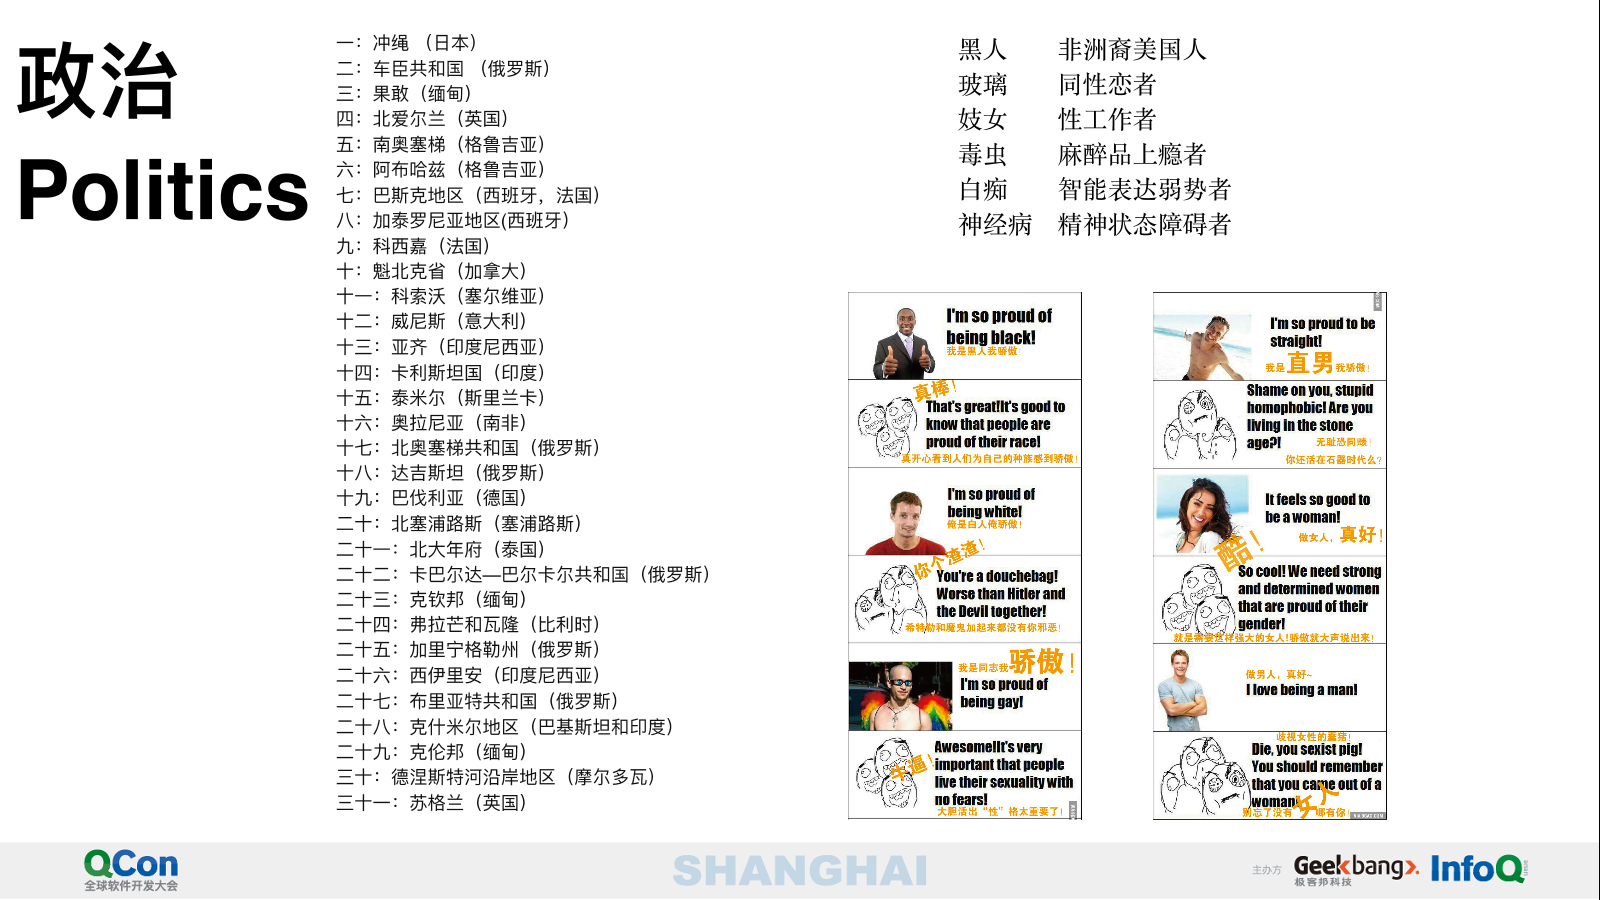 政治
Politics
一：冲绳 （日本）
二：车臣共和国 （俄罗斯）
三：果敢（缅甸）
四：北爱尔兰（英国）
五：南奥塞梯（格鲁吉亚）
六：阿布哈兹（格鲁吉亚）
七：巴斯克地区（西班牙，法国）
八：加泰罗尼亚地区(西班牙）
九：科西嘉（法国）
十：魁北克省（加拿大）
十一：科索沃（塞尔维亚）
十二：威尼斯（意大利）
十三：亚齐（印度尼西亚）
十四：卡利斯坦国（印度）
十五：泰米尔（斯里兰卡）
十六：奥拉尼亚（南非）
十七：北奥塞梯共和国（俄罗斯）
十八：达吉斯坦（俄罗斯）
十九：巴伐利亚（德国）
二十：北塞浦路斯（塞浦路斯）
二十一：北大年府（泰国）
二十二：卡巴尔达—巴尔卡尔共和国（俄罗斯）
二十三：克钦邦（缅甸）
二十四：弗拉芒和瓦隆（比利时）
二十五：加里宁格勒州（俄罗斯）
二十六：西伊里安（印度尼西亚）
二十七：布里亚特共和国（俄罗斯）
二十八：克什米尔地区（巴基斯坦和印度）
二十九：克伦邦（缅甸）
三十：德涅斯特河沿岸地区（摩尔多瓦）
三十一：苏格兰（英国）
黑人 非洲裔美国人
玻璃 同性恋者
妓女 性工作者
毒虫 麻醉品上瘾者
白痴 智能表达弱势者
神经病 精神状态障碍者
I'm so proud of
being black!
我是黑人我骄傲
真棒！
That's great!It's good to
know that people are
proud of their race!
真开心看到人们为自己的种族感到骄傲！
I'm so proud of
being white!
俺是白人俺骄傲！
你个渣渣！
You're a douchebag!
Worse than Hitler and
the Devil together!
希特勒和魔鬼加起来都没有你邪恶！
我是同志我骄傲！
I'm so proud of
being gay!
Awesome!It's very
important that people
牛逼！
live their sexuality with
no fears!
大胆活出“性”格太重要了！
I'm so proud to be
straight!
我是直男我骄傲！
Shame on you, stupid
homophobic! Are you
living in the stone
age?!
无耻恐同贼！
你还活在石器时代么？
It feels so good to
be a woman!
做女人，真好！
酷！
So cool! We need strong
and determined women
that are proud of their
gender!
就是需要这样强大的女人！骄傲就大声说出来！
做男人，真好~
I love being a man!
歧视女性的蠢猪！
Die, you sexist pig!
You should remember
that you came out of a
woman
别忘了没有女人哪有你！
QCon
全球软件开发大会
SHANGHAI
主办方
Geekbang
极客邦科技
InfoQ